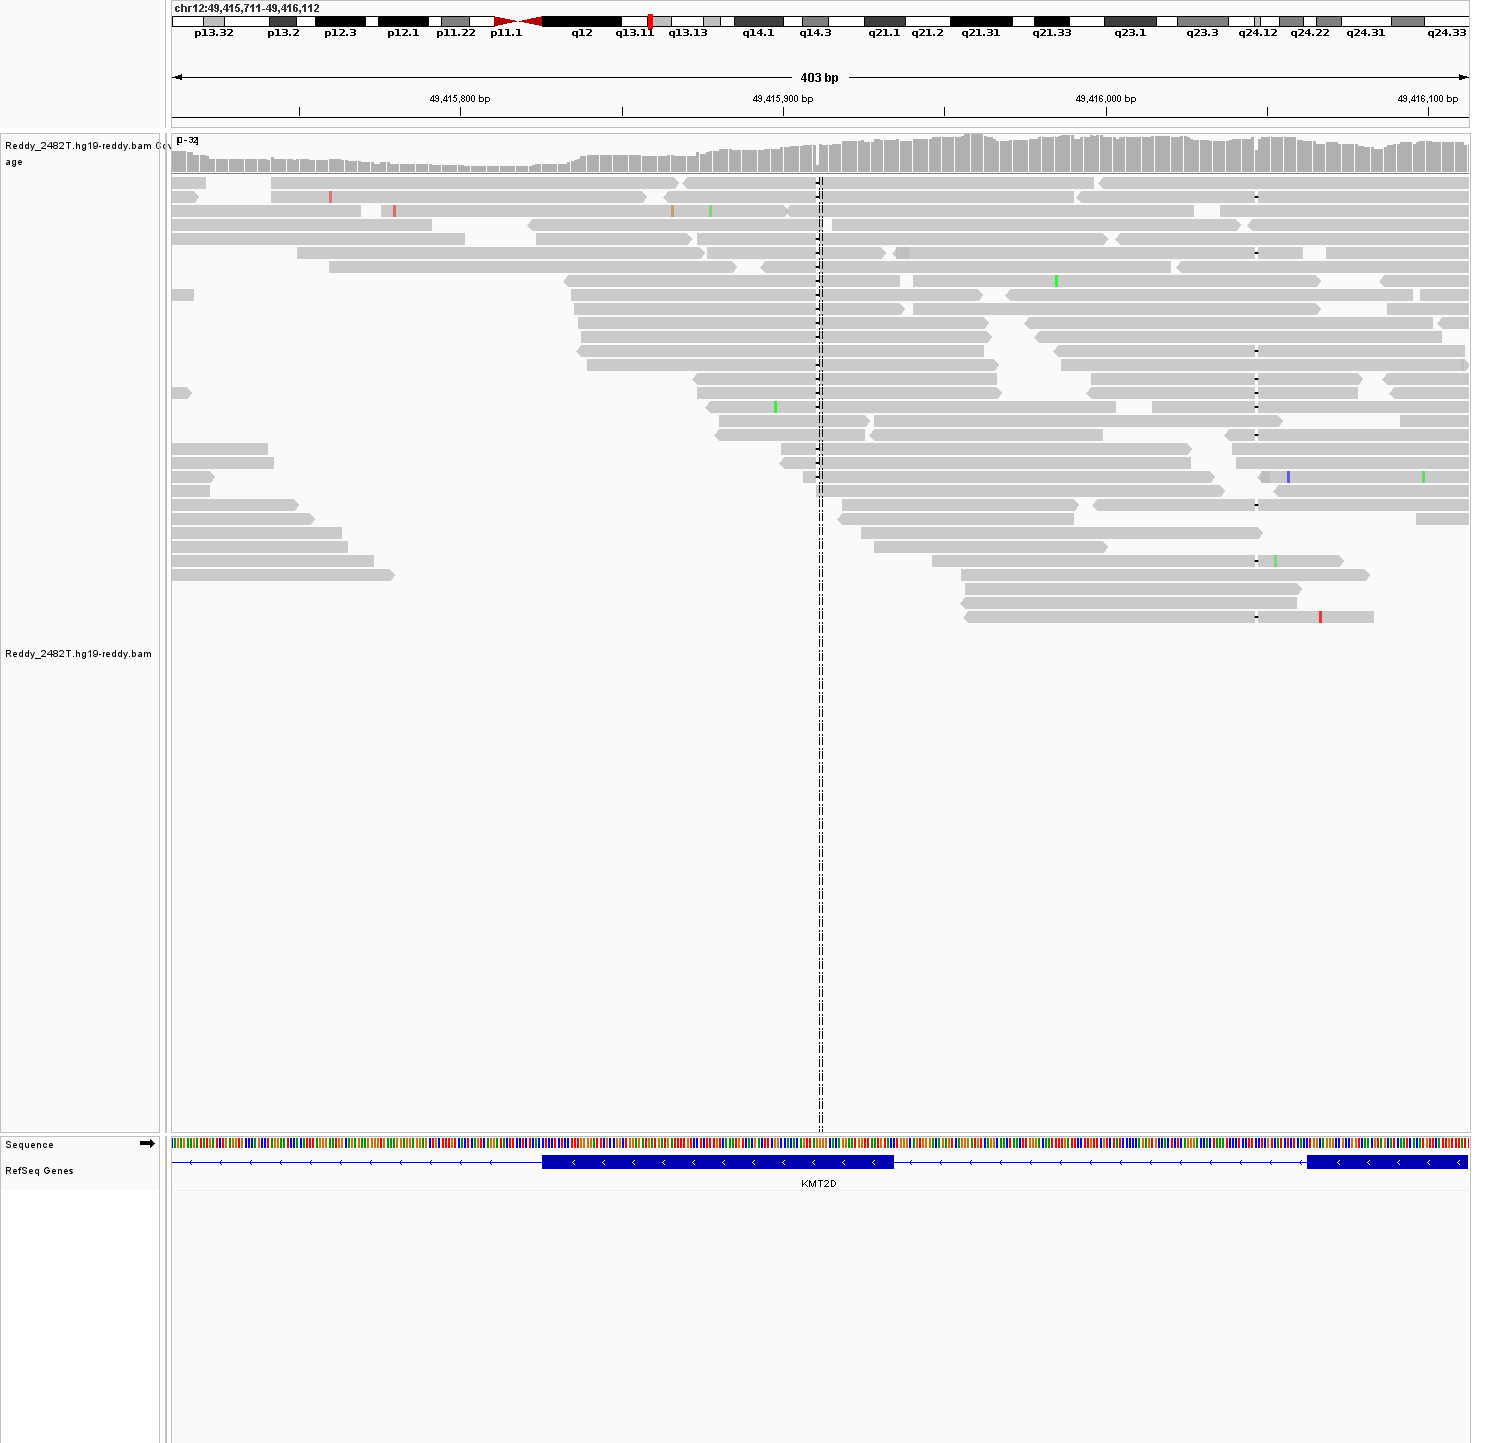 chr12:49,415,711-49,416,112
p13.32 p13.2 p12.3 p12.1 p11.22 p11.1 q12 q13.11 q13.13 q14.1 q14.3 q21.1 q21.2 q21.31 q21.33 q23.1 q23.3 q24.12 q24.22 q24.31 q24.33
403 bp
49,415,800 bp 49,415,900 bp 49,416,000 bp 49,416,100 bp
Reddy_2482T.hg19-reddy.bam Cov
age
[0-32]
Reddy_2482T.hg19-reddy.bam
Sequence
RefSeq Genes
KMT2D